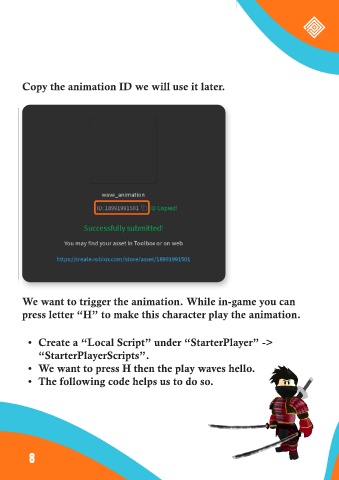 Copy the animation ID we will use it later.
wave_animation
ID: 18991991501 ID Copied!
Successfully submitted!
You may find your asset in Toolbox or on web
https://create.roblox.com/store/asset/18991991501
We want to trigger the animation. While in-game you can
press letter “H” to make this character play the animation.
• Create a “Local Script” under “StarterPlayer” ->
“StarterPlayerScripts”.
• We want to press H then the play waves hello.
• The following code helps us to do so.
8